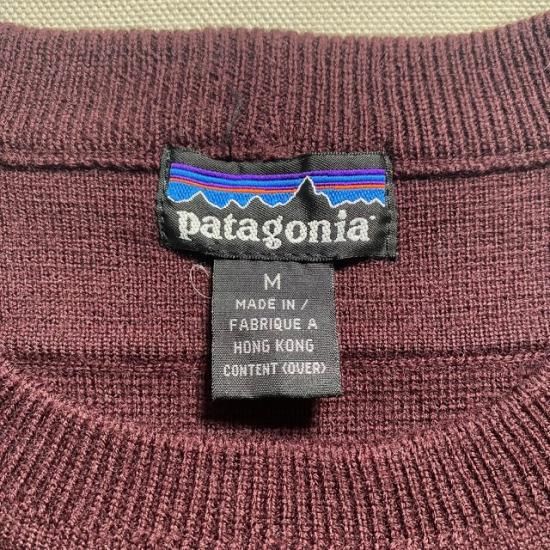 patagonia
M
MADE IN /
FABRIQUE A
HONG KONG
CONTENT (OVER)